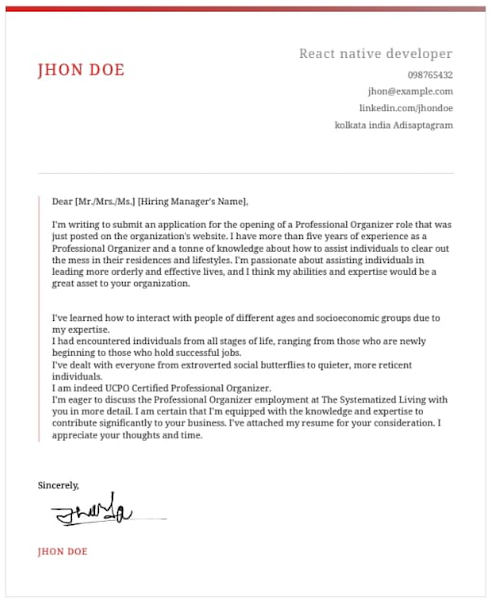 React native developer
JHON DOE
098765432
jhon@example.com
linkedin.com/jhondoe
kolkata india Adisaptagram
Dear [Mr./Mrs./Ms.] [Hiring Manager's Name],
I'm writing to submit an application for the opening of a Professional Organizer role that was
just posted on the organization's website. I have more than five years of experience as a
Professional Organizer and a tonne of knowledge about how to assist individuals to clear out
the mess in their residences and lifestyles. I'm passionate about assisting individuals in
leading more orderly and effective lives, and I think my abilities and expertise would be a
great asset to your organization.
I've learned how to interact with people of different ages and socioeconomic groups due to
my expertise.
I had encountered individuals from all stages of life, ranging from those who are newly
beginning to those who hold successful jobs.
I've dealt with everyone from extroverted social butterflies to quieter, more reticent
individuals.
I am indeed UCPO Certified Professional Organizer.
I'm eager to discuss the Professional Organizer employment at The Systematized Living with
you in more detail. I am certain that I'm equipped with the knowledge and expertise to
contribute significantly to your business. I've attached my resume for your consideration. I
appreciate your thoughts and time.
Sincerely,
JHON DOE